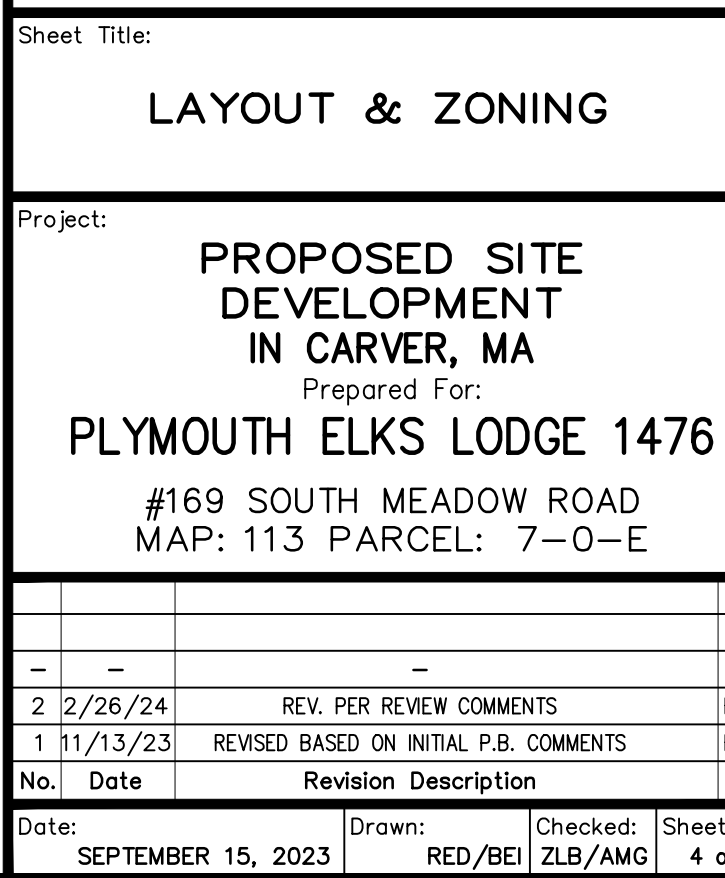 Sheet Title:
LAYOUT & ZONING
Project:
PROPOSED SITE
DEVELOPMENT
IN CARVER, MA
Prepared For:
PLYMOUTH ELKS LODGE 1476
#169 SOUTH MEADOW ROAD
MAP: 113 PARCEL: 7-0-E
- - -
2 2/26/24 REV. PER REVIEW COMMENTS
1 11/13/23 REVISED BASED ON INITIAL P.B. COMMENTS
No. Date Revision Description
Date: Drawn: Checked: Sheet
SEPTEMBER 15, 2023 RED/BEI ZLB/AMG 4